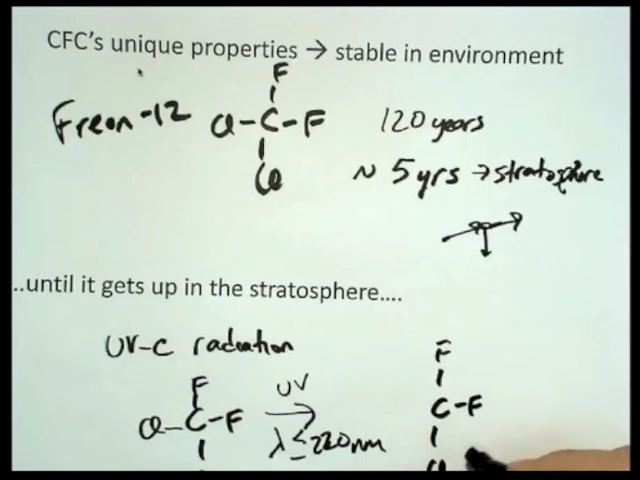 CFC's unique properties → stable in environment
F
Freon-12 Cl-C-F 120 years
Cl ~ 5 yrs → stratosphere
..until it gets up in the stratosphere....
UV-C radiation
F UV F
Cl-C-F λ ≤ 220nm C-F
Cl